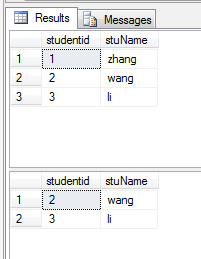 Results Messages
studentid stuName
1 1 zhang
2 2 wang
3 3 li
studentid stuName
1 2 wang
2 3 li